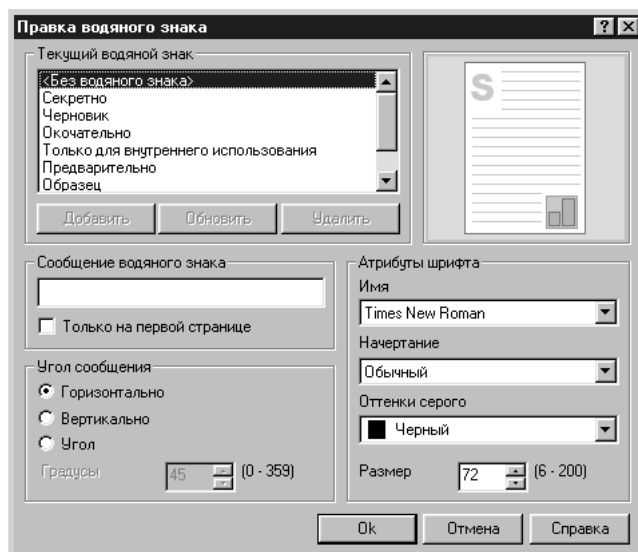 Правка водяного знака
Текущий водяной знак
<Без водяного знака>
Секретно
Черновик
Окочательно
Только для внутреннего использования
Предварительно
Образец
Добавить Обновить Удалить
S
Сообщение водяного знака
Только на первой странице
Угол сообщения
Горизонтально
Вертикально
Угол
Градусы 45 (0 - 359)
Атрибуты шрифта
Имя
Times New Roman
Начертание
Обычный
Оттенки серого
Черный
Размер 72 (6 - 200)
Ok Отмена Справка